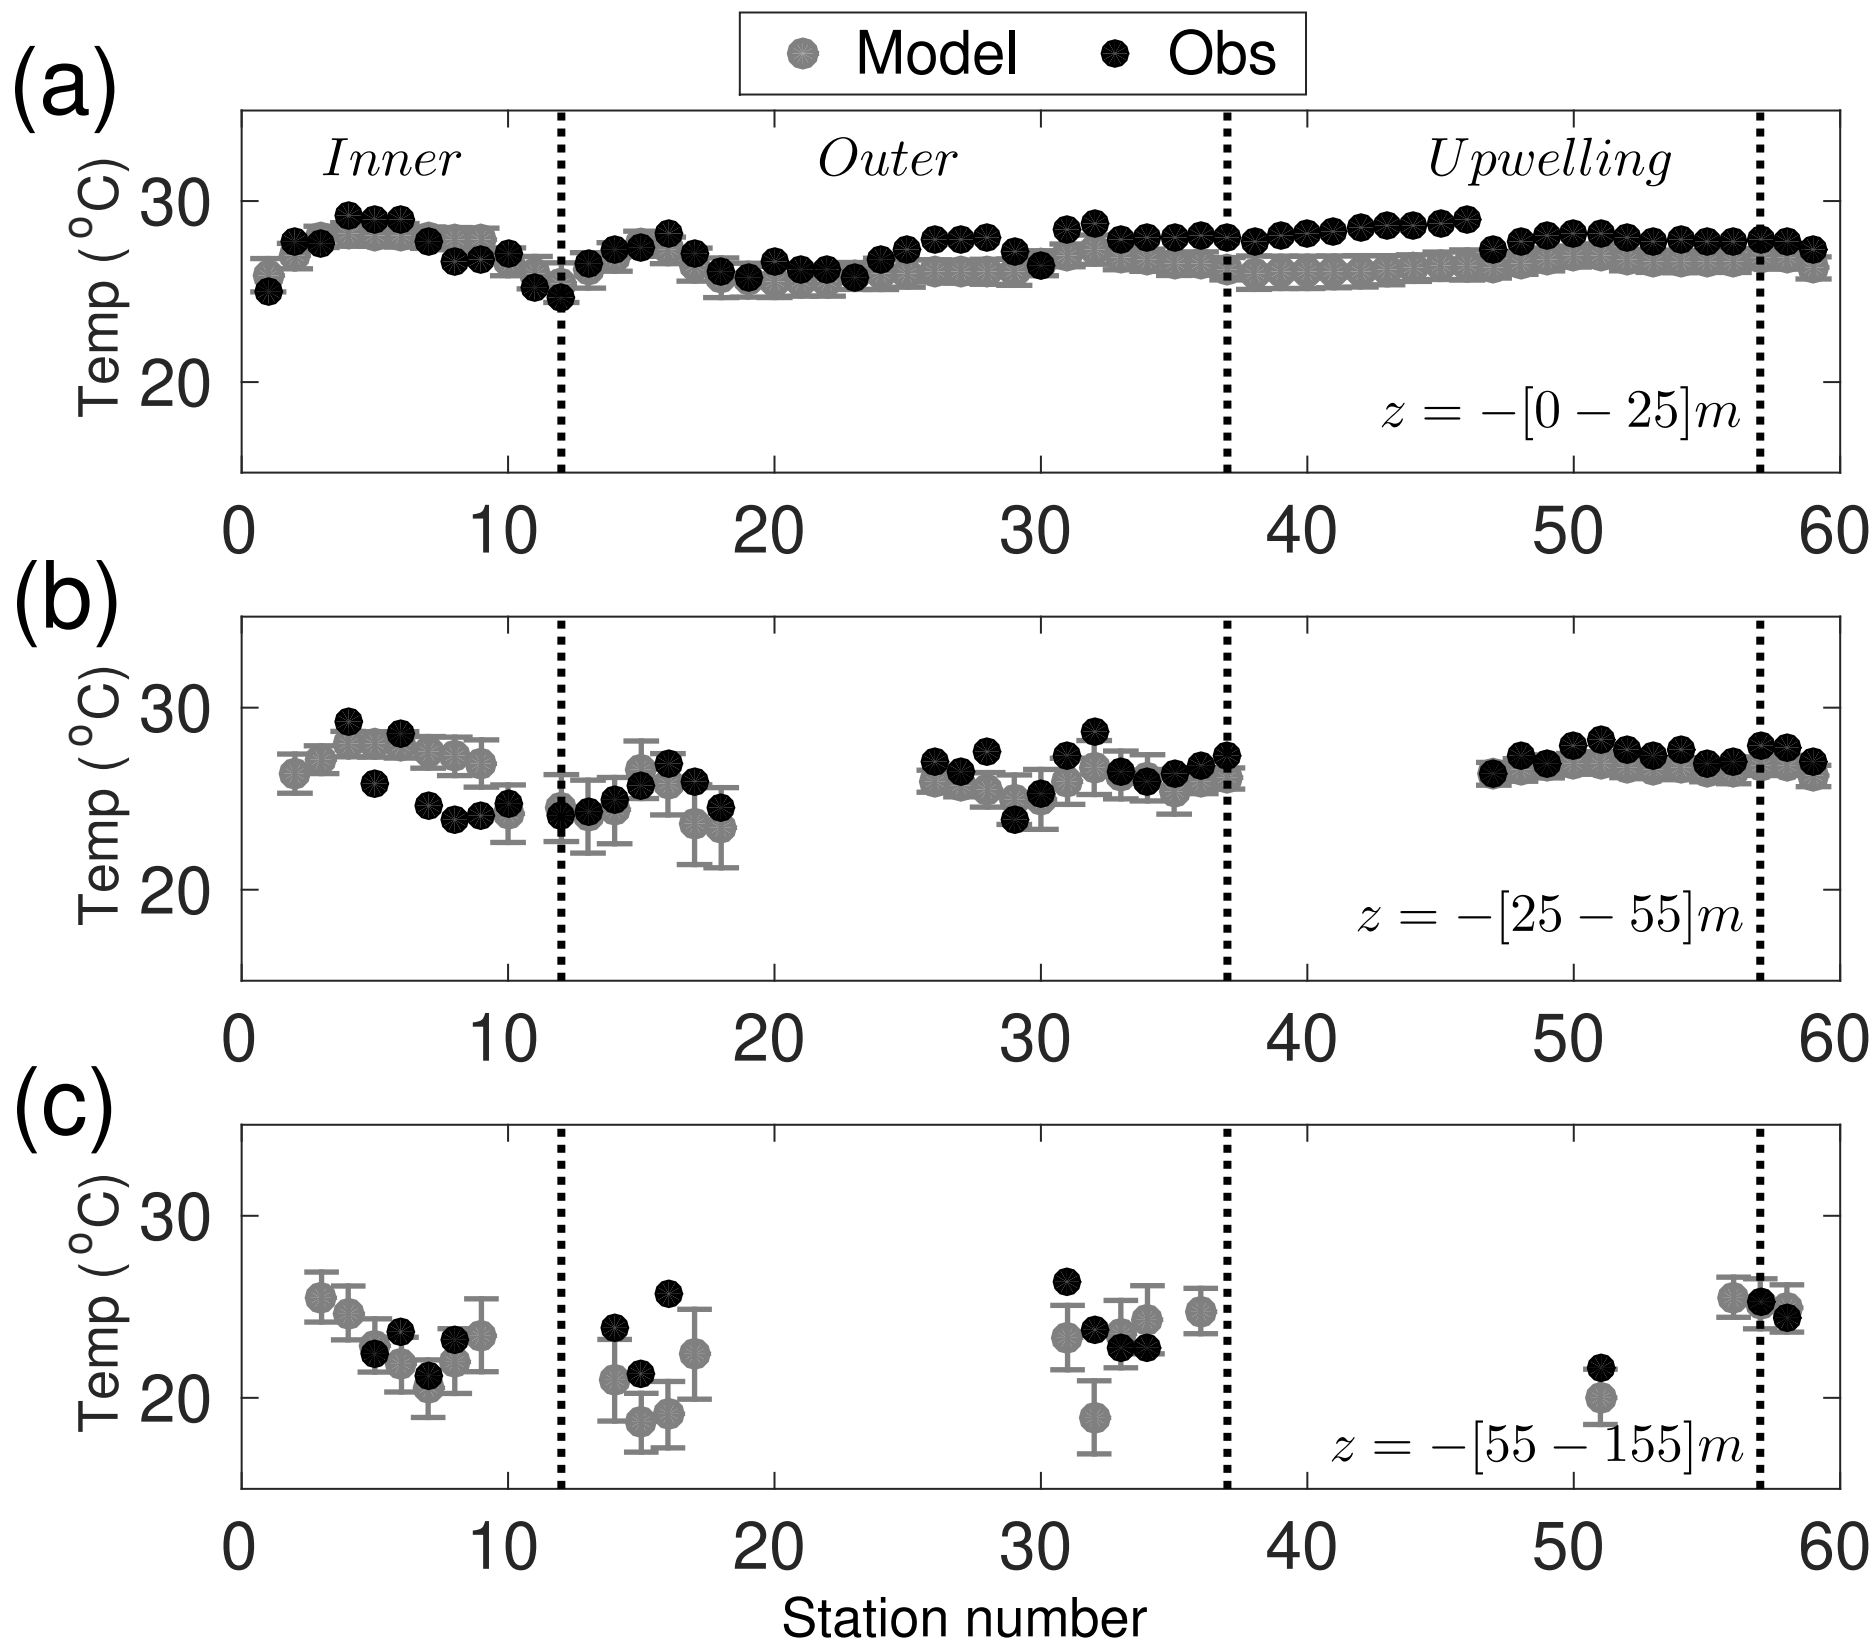 Model Obs
(a)
Inner Outer Upwelling
Temp (°C)
30
20
z = −[0 − 25]m
0 10 20 30 40 50 60
(b)
Temp (°C)
30
20
z = −[25 − 55]m
0 10 20 30 40 50 60
(c)
Temp (°C)
30
20
z = −[55 − 155]m
0 10 20 30 40 50 60
Station number